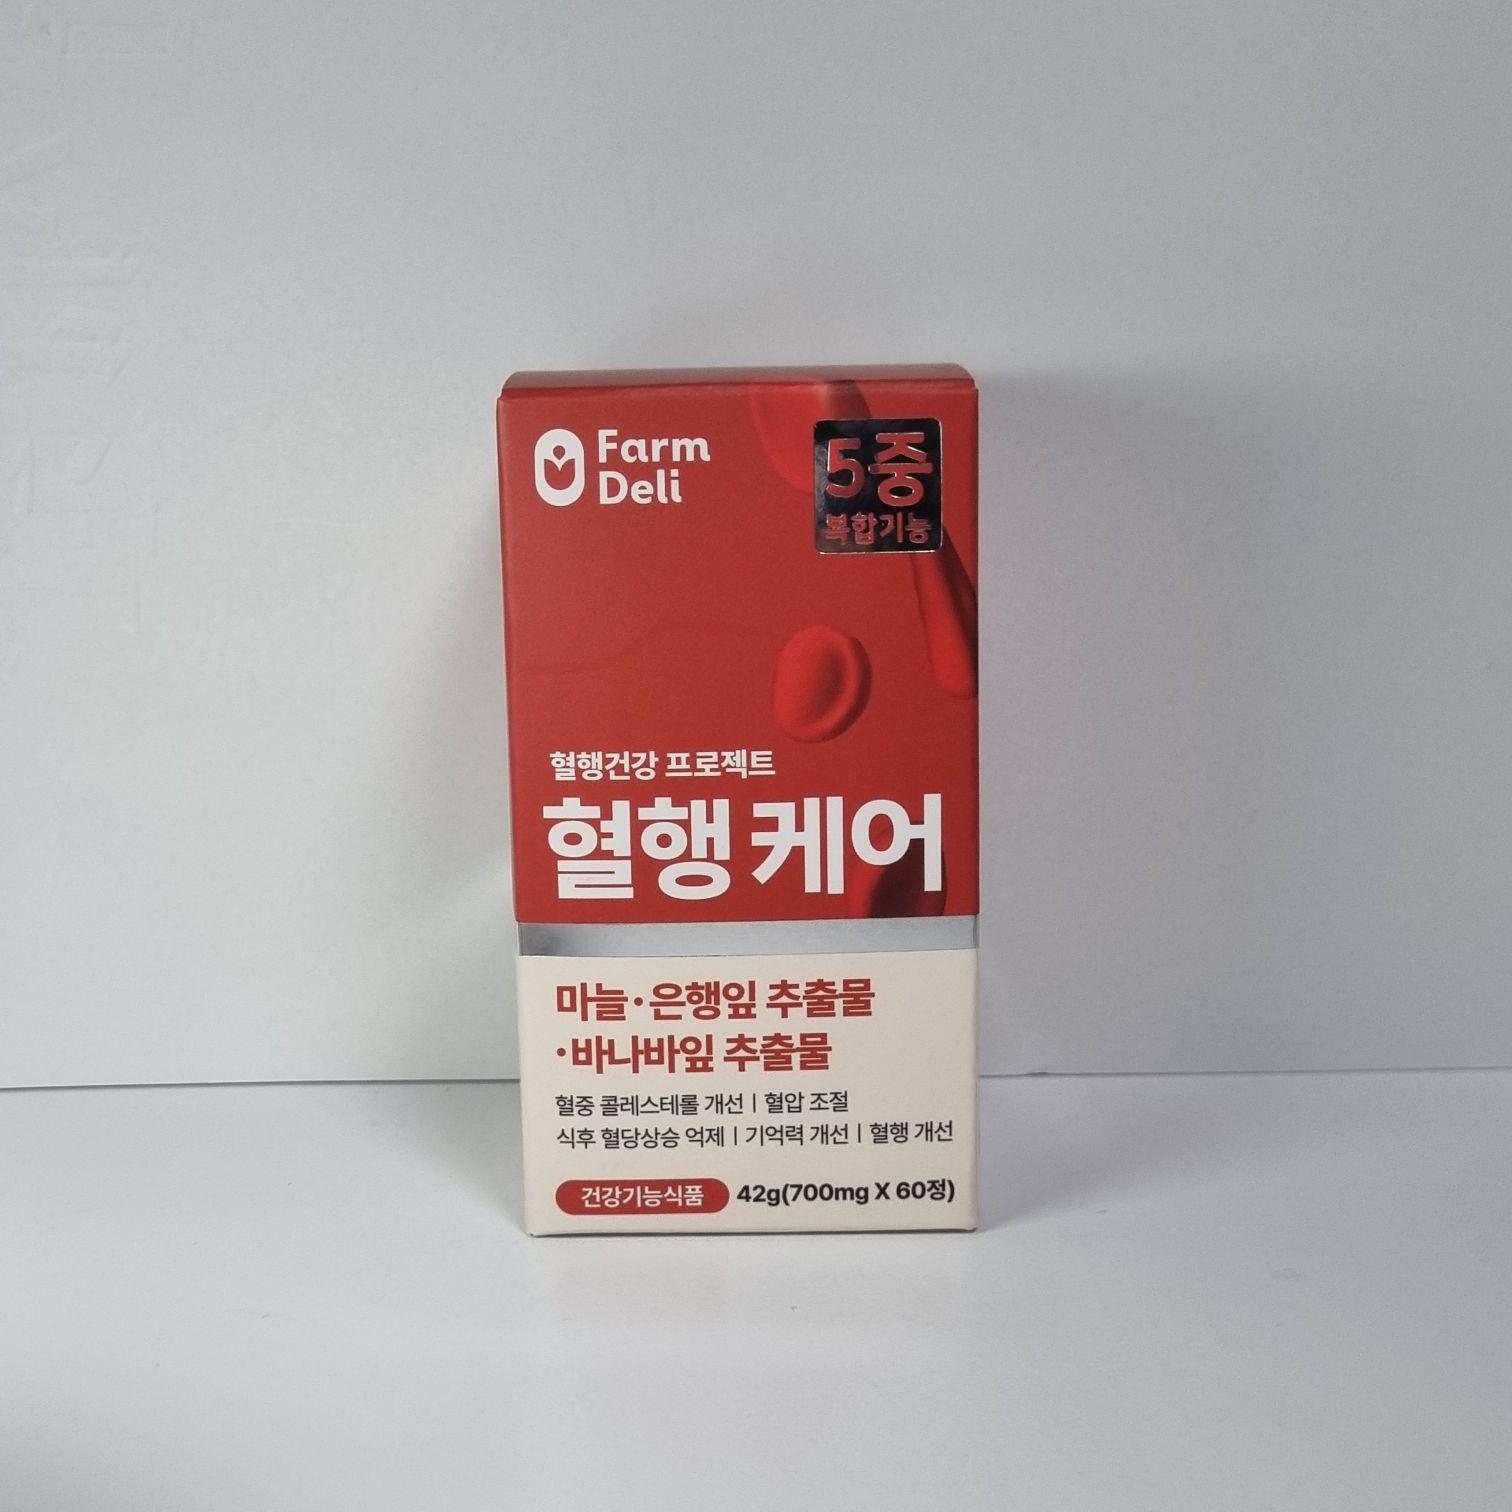 Farm
Deli
5중
복합기능
혈행건강 프로젝트
혈행 케어
마늘·은행잎 추출물
·바나바잎 추출물
혈중 콜레스테롤 개선 | 혈압 조절
식후 혈당상승 억제 | 기억력 개선 | 혈행 개선
건강기능식품 42g(700mg X 60정)